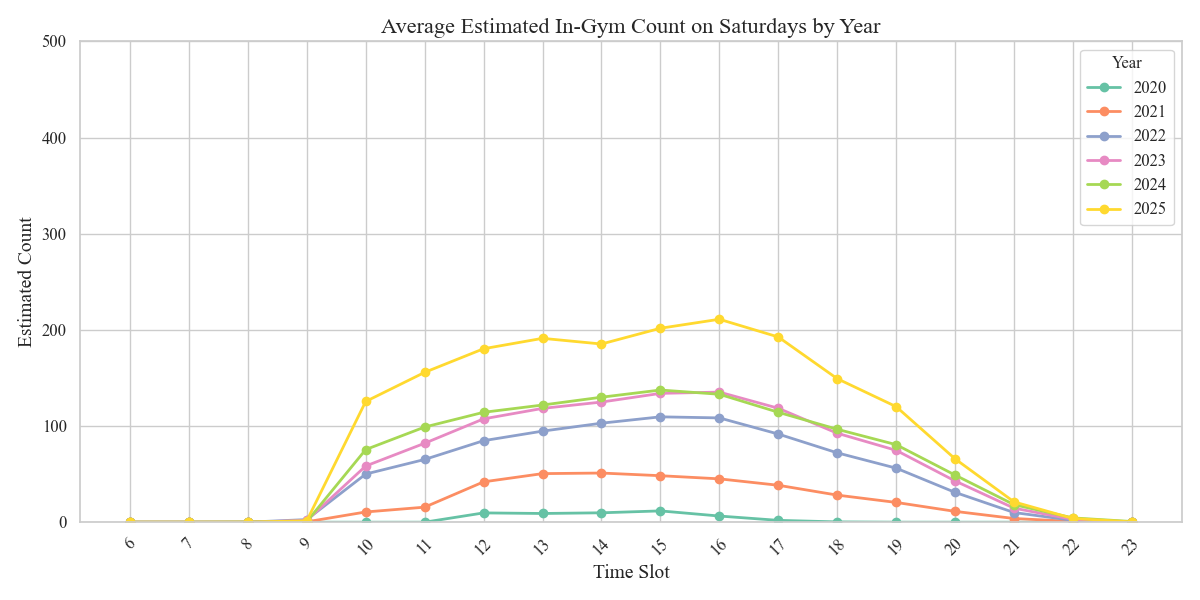 Average Estimated In-Gym Count on Saturdays by Year
Year
2020
2021
2022
2023
2024
2025
Estimated Count
500
400
300
200
100
0
6 7 8 9 10 11 12 13 14 15 16 17 18 19 20 21 22 23
Time Slot